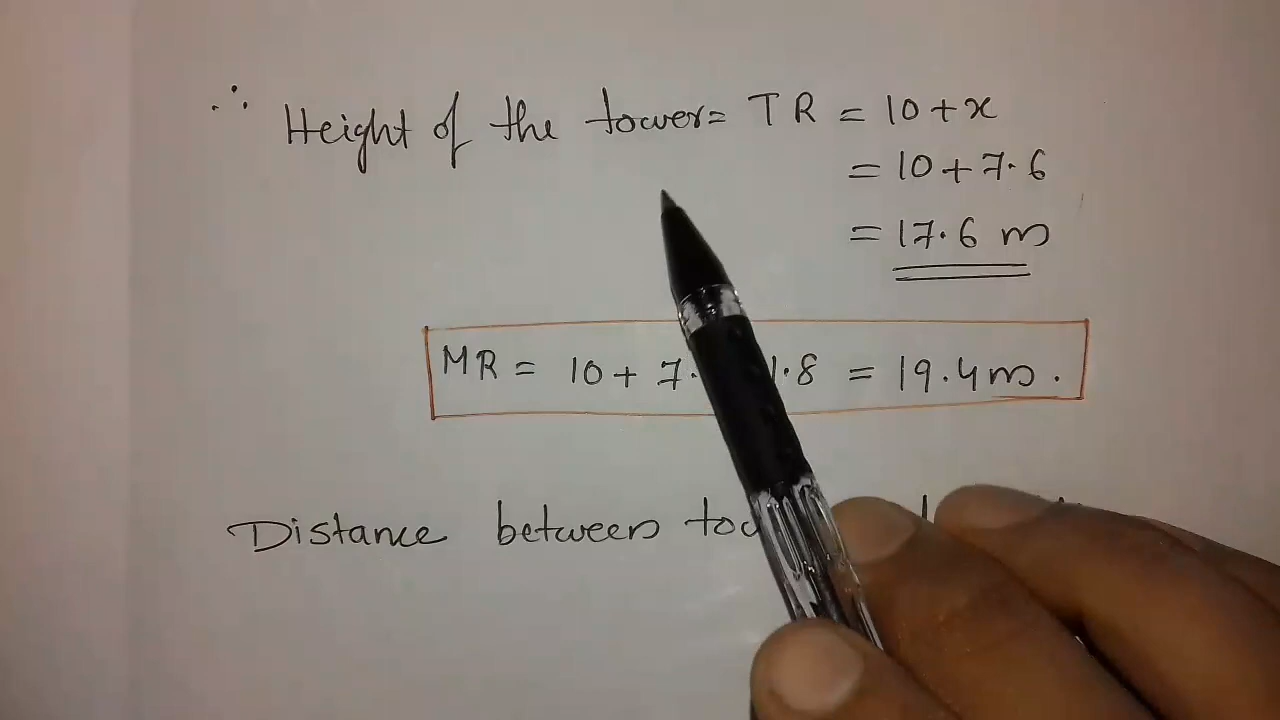 ∴ Height of the tower = TR = 10 + x
= 10 + 7.6
= 17.6 m
MR = 10 + 7. 1.8 = 19.4 m.
Distance between